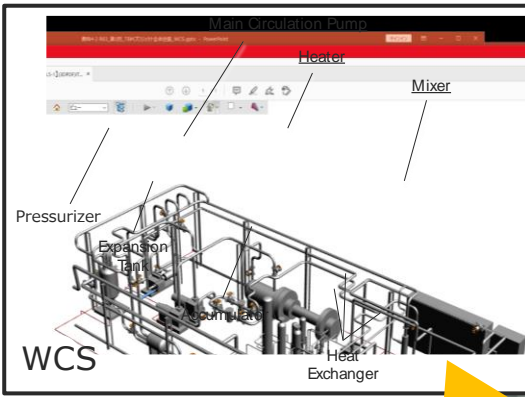 Main Circulation Pump
Heater
Mixer
Pressurizer
Expansion
Tank
Accumulator
Heat
Exchanger
WCS